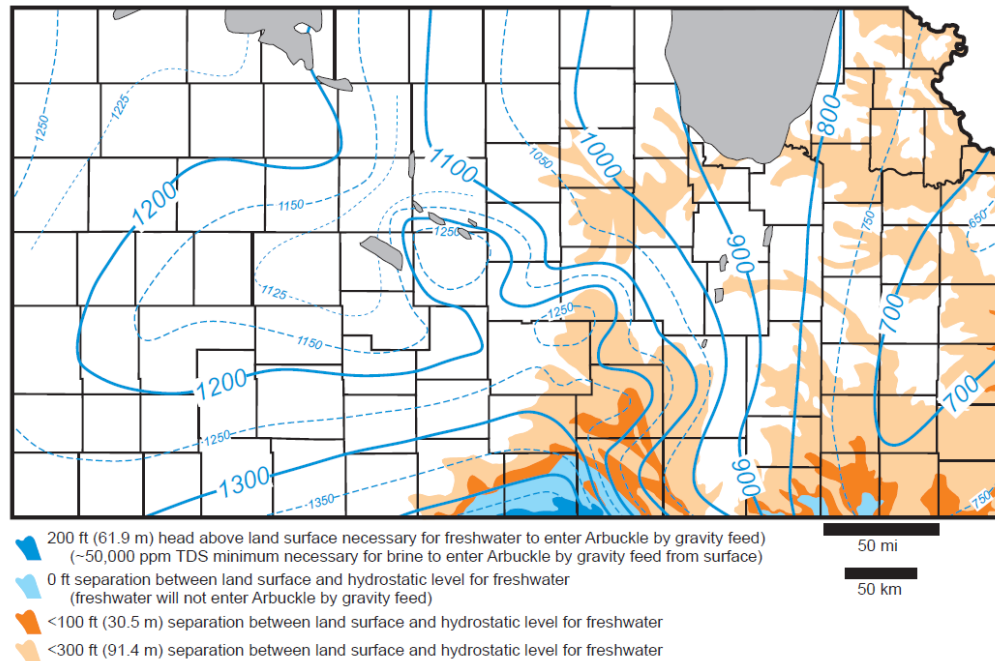 1250
1225
1200
1150
1125
1150
1200
1250
1300
1350
1100
1050
1000
1250
1250
900
900
800
750
650
700
700
750
200 ft (61.9 m) head above land surface necessary for freshwater to enter Arbuckle by gravity feed)
(~50,000 ppm TDS minimum necessary for brine to enter Arbuckle by gravity feed from surface)
0 ft separation between land surface and hydrostatic level for freshwater
(freshwater will not enter Arbuckle by gravity feed)
<100 ft (30.5 m) separation between land surface and hydrostatic level for freshwater
<300 ft (91.4 m) separation between land surface and hydrostatic level for freshwater
50 mi
50 km